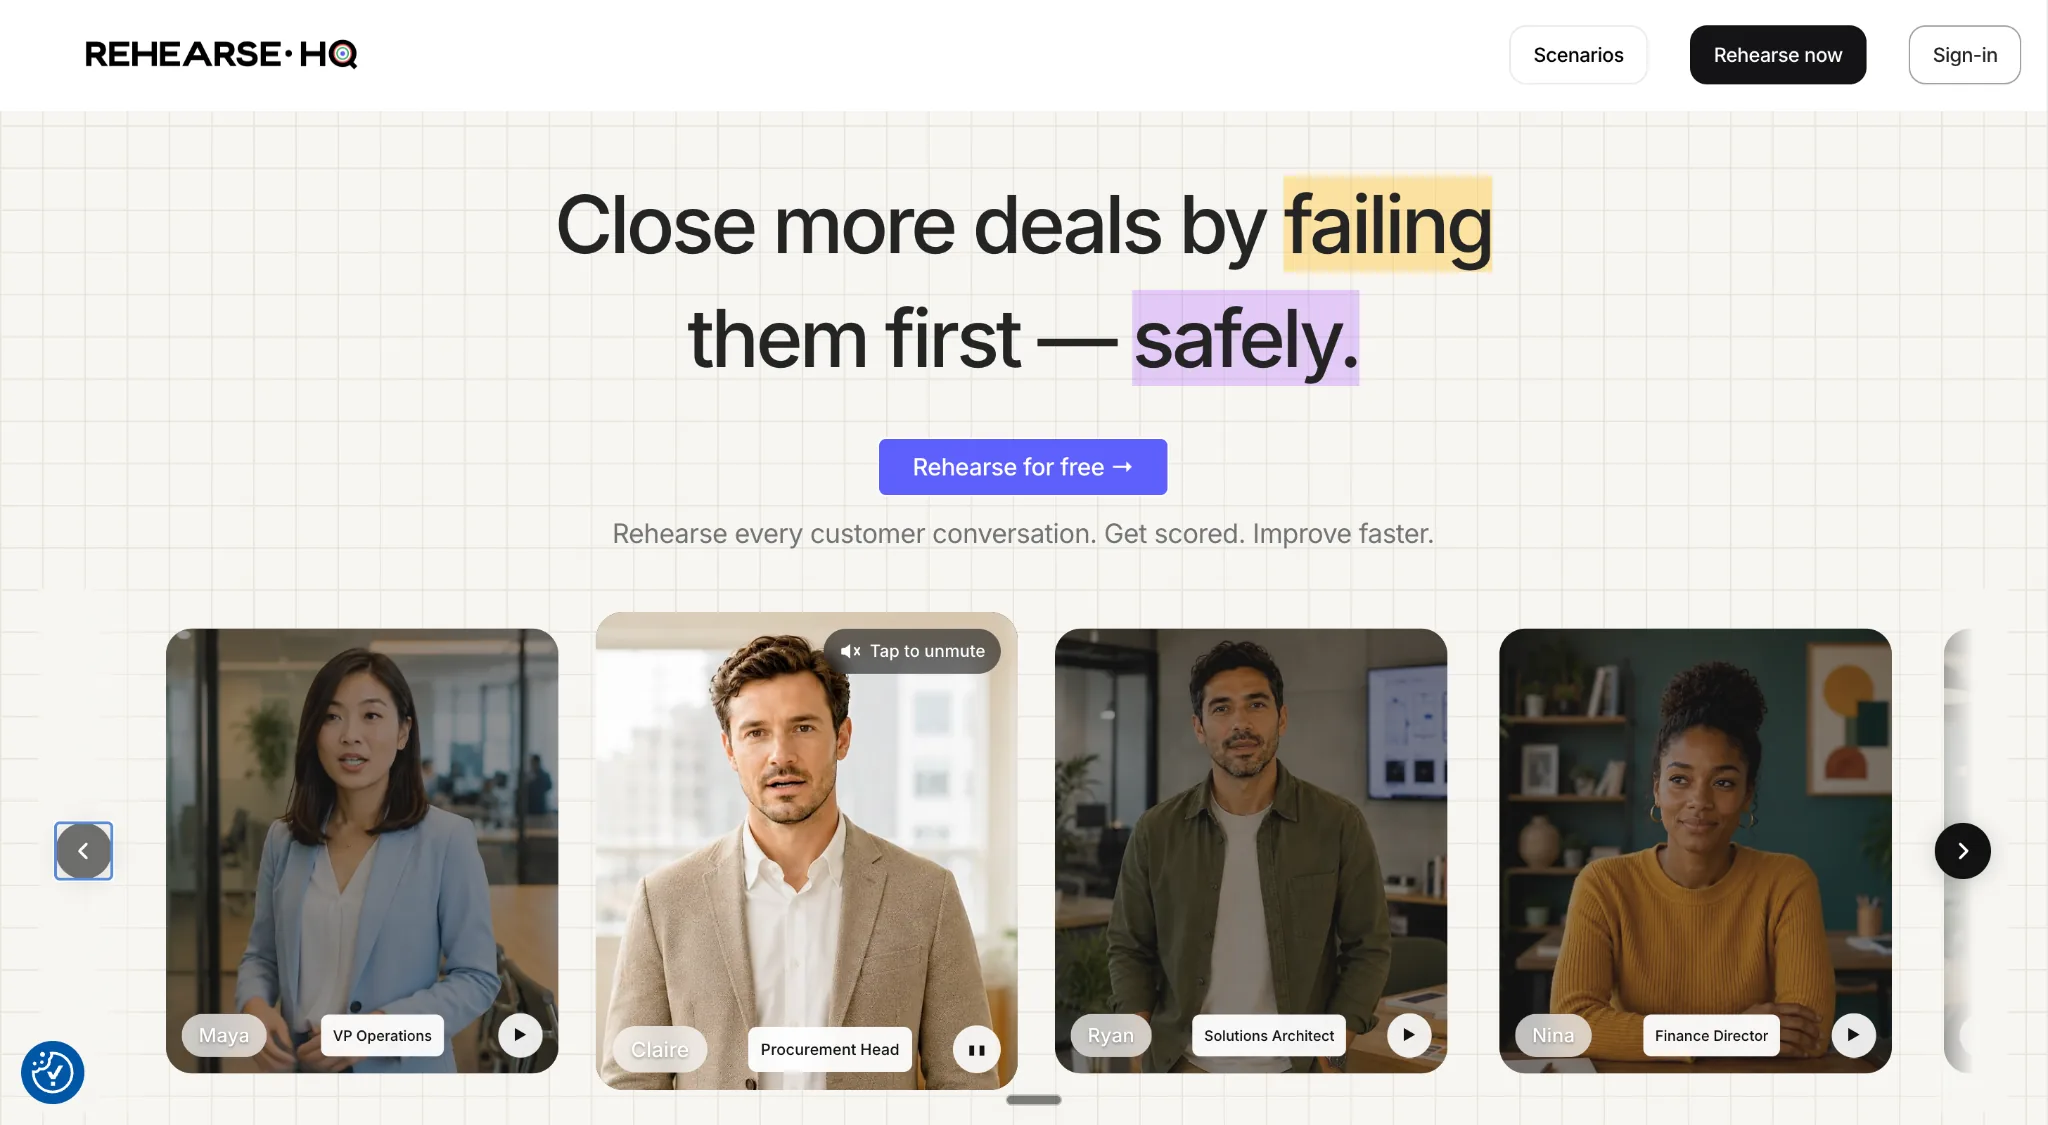 REHEARSE·HQ
Scenarios
Rehearse now
Sign-in
Close more deals by failing
them first — safely.
Rehearse for free →
Rehearse every customer conversation. Get scored. Improve faster.
Tap to unmute
Maya
VP Operations
Claire
Procurement Head
Ryan
Solutions Architect
Nina
Finance Director